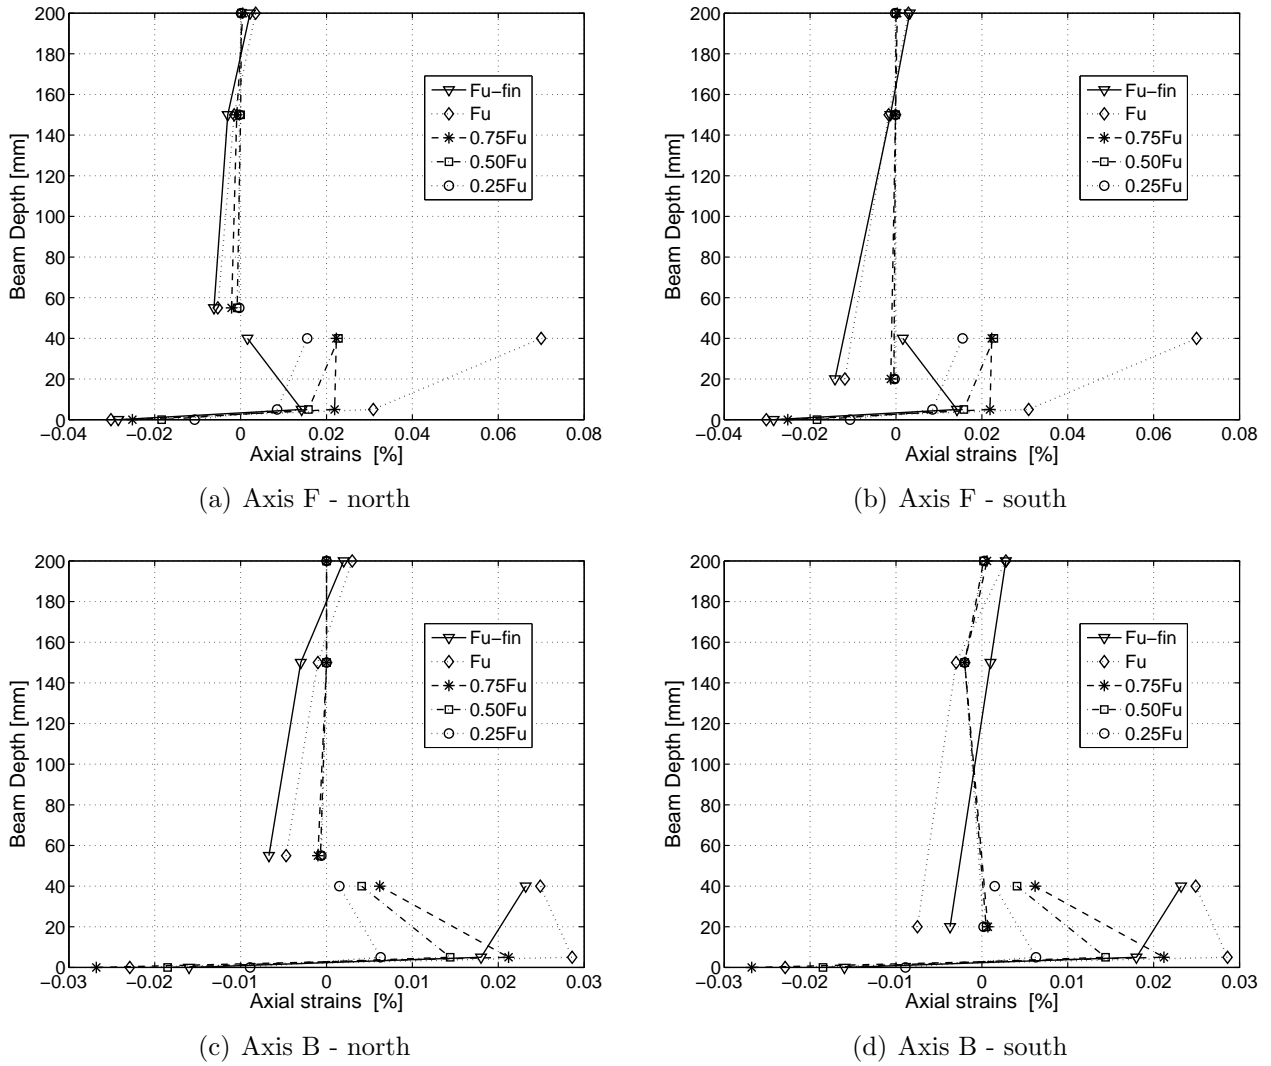 200
180
160
140
120
100
80
60
40
20
0
Beam Depth [mm]
−0.04 −0.02 0 0.02 0.04 0.06 0.08
Axial strains [%]
Fu−fin
Fu
0.75Fu
0.50Fu
0.25Fu
(a) Axis F - north
200
180
160
140
120
100
80
60
40
20
0
Beam Depth [mm]
−0.04 −0.02 0 0.02 0.04 0.06 0.08
Axial strains [%]
Fu−fin
Fu
0.75Fu
0.50Fu
0.25Fu
(b) Axis F - south
200
180
160
140
120
100
80
60
40
20
0
Beam Depth [mm]
−0.03 −0.02 −0.01 0 0.01 0.02 0.03
Axial strains [%]
Fu−fin
Fu
0.75Fu
0.50Fu
0.25Fu
(c) Axis B - north
200
180
160
140
120
100
80
60
40
20
0
Beam Depth [mm]
−0.03 −0.02 −0.01 0 0.01 0.02 0.03
Axial strains [%]
Fu−fin
Fu
0.75Fu
0.50Fu
0.25Fu
(d) Axis B - south